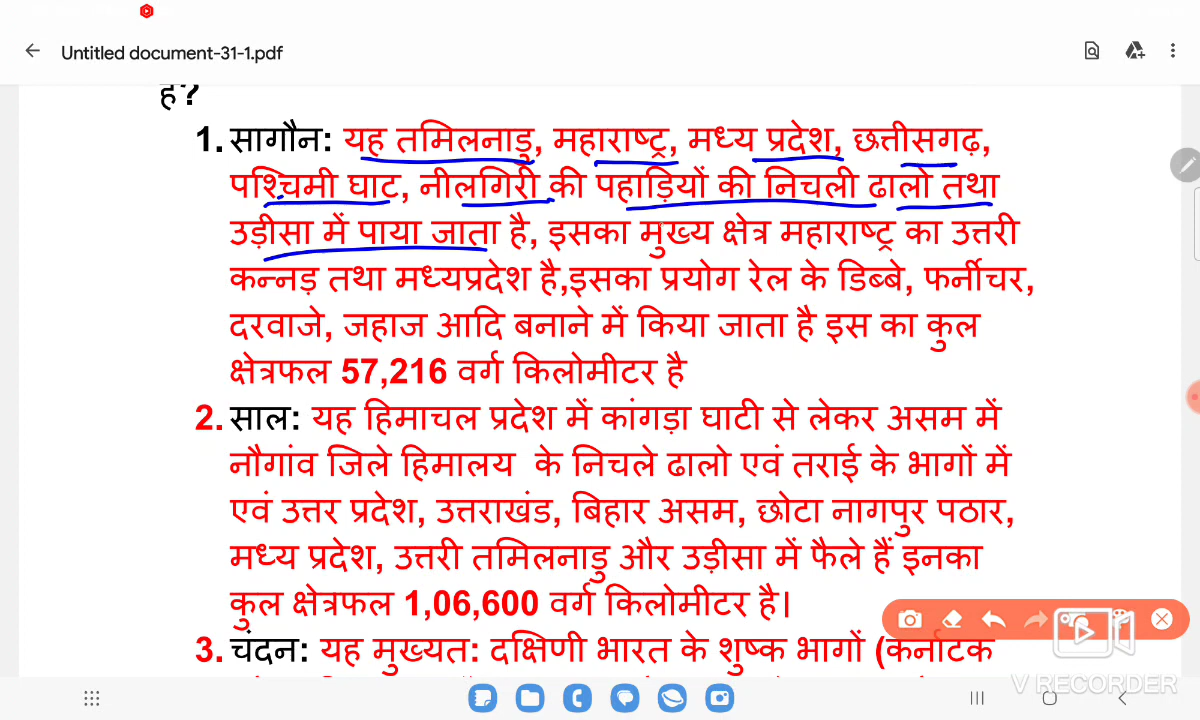 Untitled document-31-1.pdf
है?
1. सागौन: यह तमिलनाडु, महाराष्ट्र, मध्य प्रदेश, छत्तीसगढ़,
पश्चिमी घाट, नीलगिरी की पहाड़ियों की निचली ढालो तथा
उड़ीसा में पाया जाता है, इसका मुख्य क्षेत्र महाराष्ट्र का उत्तरी
कन्नड़ तथा मध्यप्रदेश है,इसका प्रयोग रेल के डिब्बे, फर्नीचर,
दरवाजे, जहाज आदि बनाने में किया जाता है इस का कुल
क्षेत्रफल 57,216 वर्ग किलोमीटर है
2. साल: यह हिमाचल प्रदेश में कांगड़ा घाटी से लेकर असम में
नौगांव जिले हिमालय के निचले ढालो एवं तराई के भागों में
एवं उत्तर प्रदेश, उत्तराखंड, बिहार असम, छोटा नागपुर पठार,
मध्य प्रदेश, उत्तरी तमिलनाडु और उड़ीसा में फैले हैं इनका
कुल क्षेत्रफल 1,06,600 वर्ग किलोमीटर है।
3. चंदन: यह मुख्यत: दक्षिणी भारत के शुष्क भागों (कर्नाटक
V RECORDER